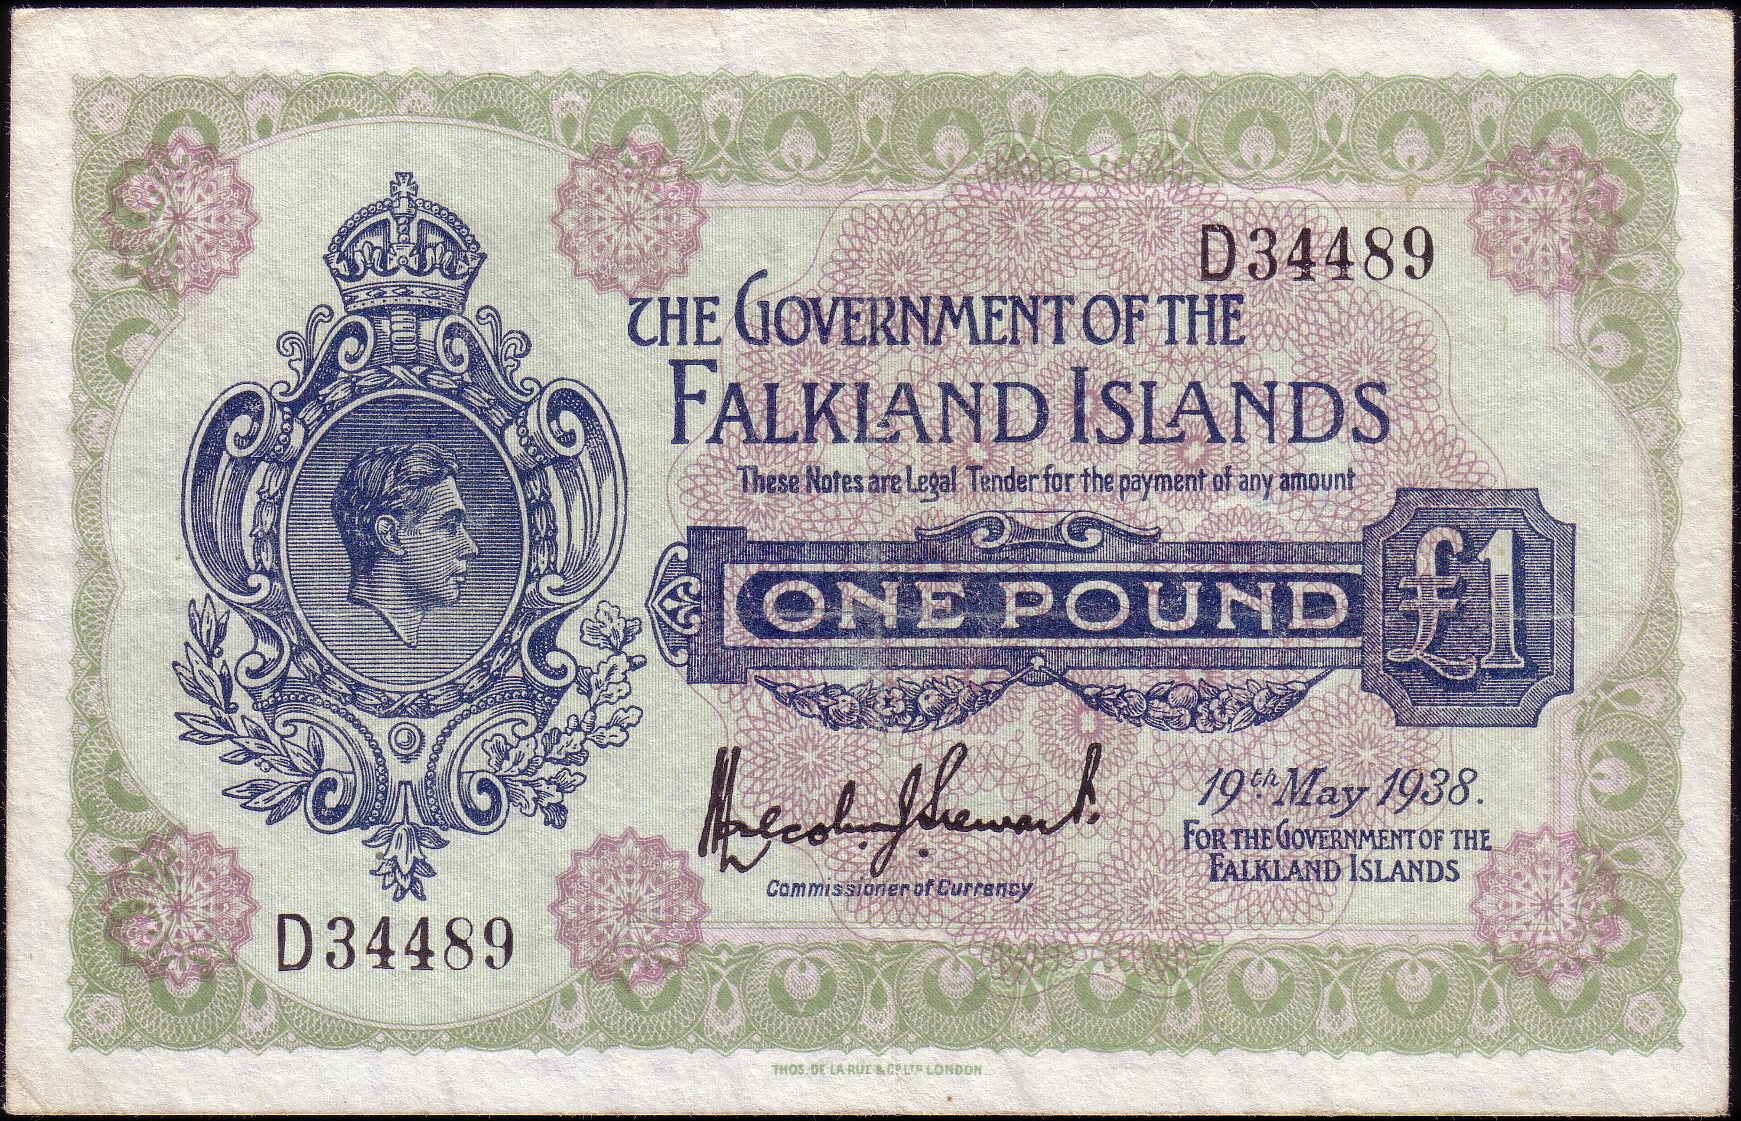 D34489
THE GOVERNMENT OF THE
FALKLAND ISLANDS
These Notes are Legal Tender for the payment of any amount
ONE POUND
£1
19th May 1938.
FOR THE GOVERNMENT OF THE
FALKLAND ISLANDS
Commissioner of Currency
D34489
THOS. DE LA RUE & Co. LTD. LONDON